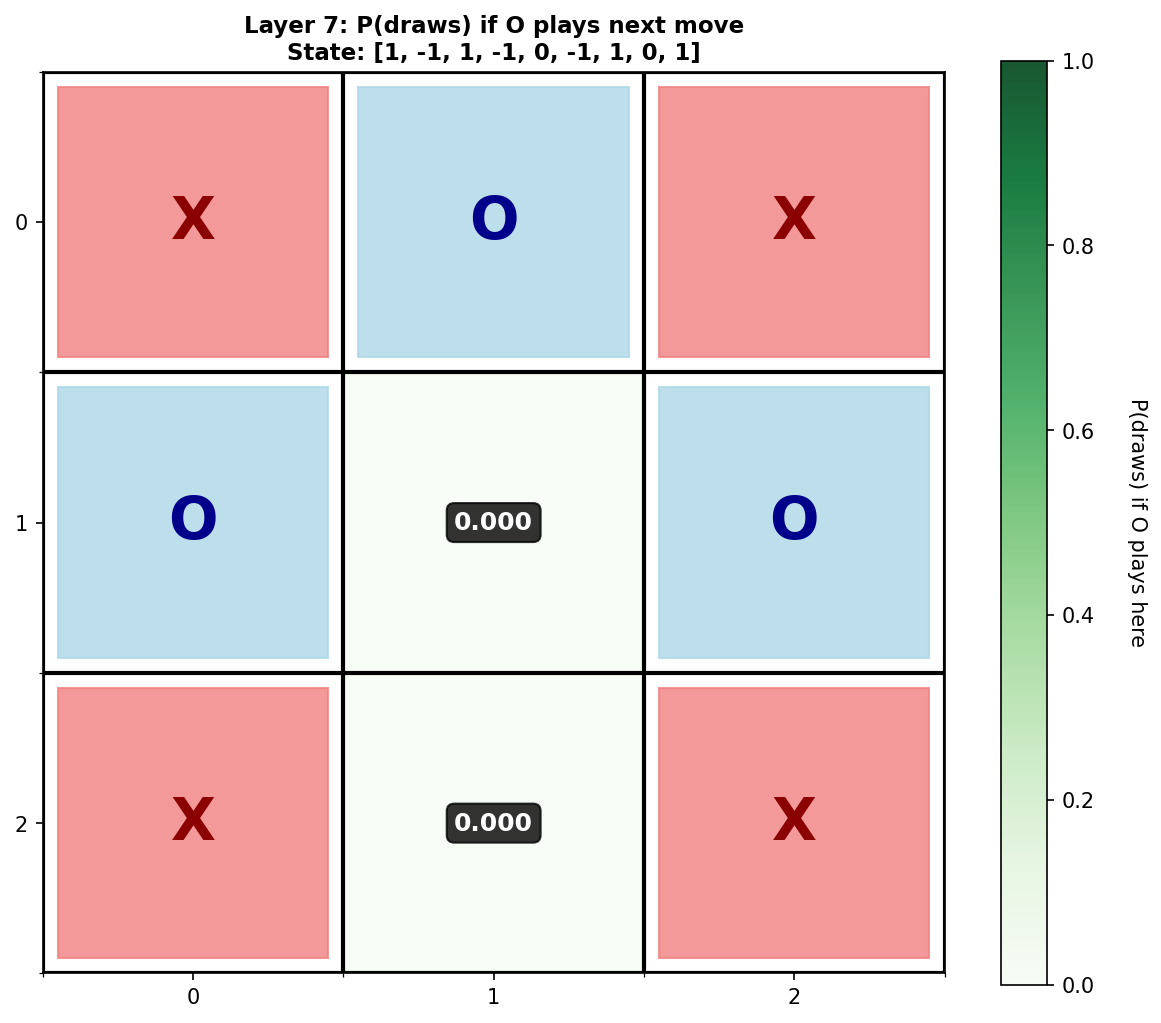 Layer 7: P(draws) if O plays next move
State: [1, -1, 1, -1, 0, -1, 1, 0, 1]
X
O
X
O
0.000
O
X
0.000
X
0
1
2
0
1
2
1.0
0.8
0.6
0.4
0.2
0.0
P(draws) if O plays here